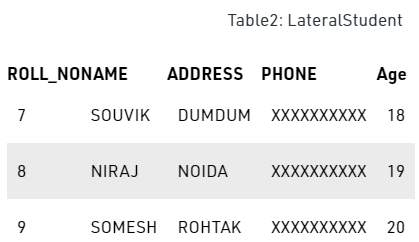 Table2: LateralStudent
ROLL_NONAME ADDRESS PHONE Age
7 SOUVIK DUMDUM XXXXXXXXXX 18
8 NIRAJ NOIDA XXXXXXXXXX 19
9 SOMESH ROHTAK XXXXXXXXXX 20